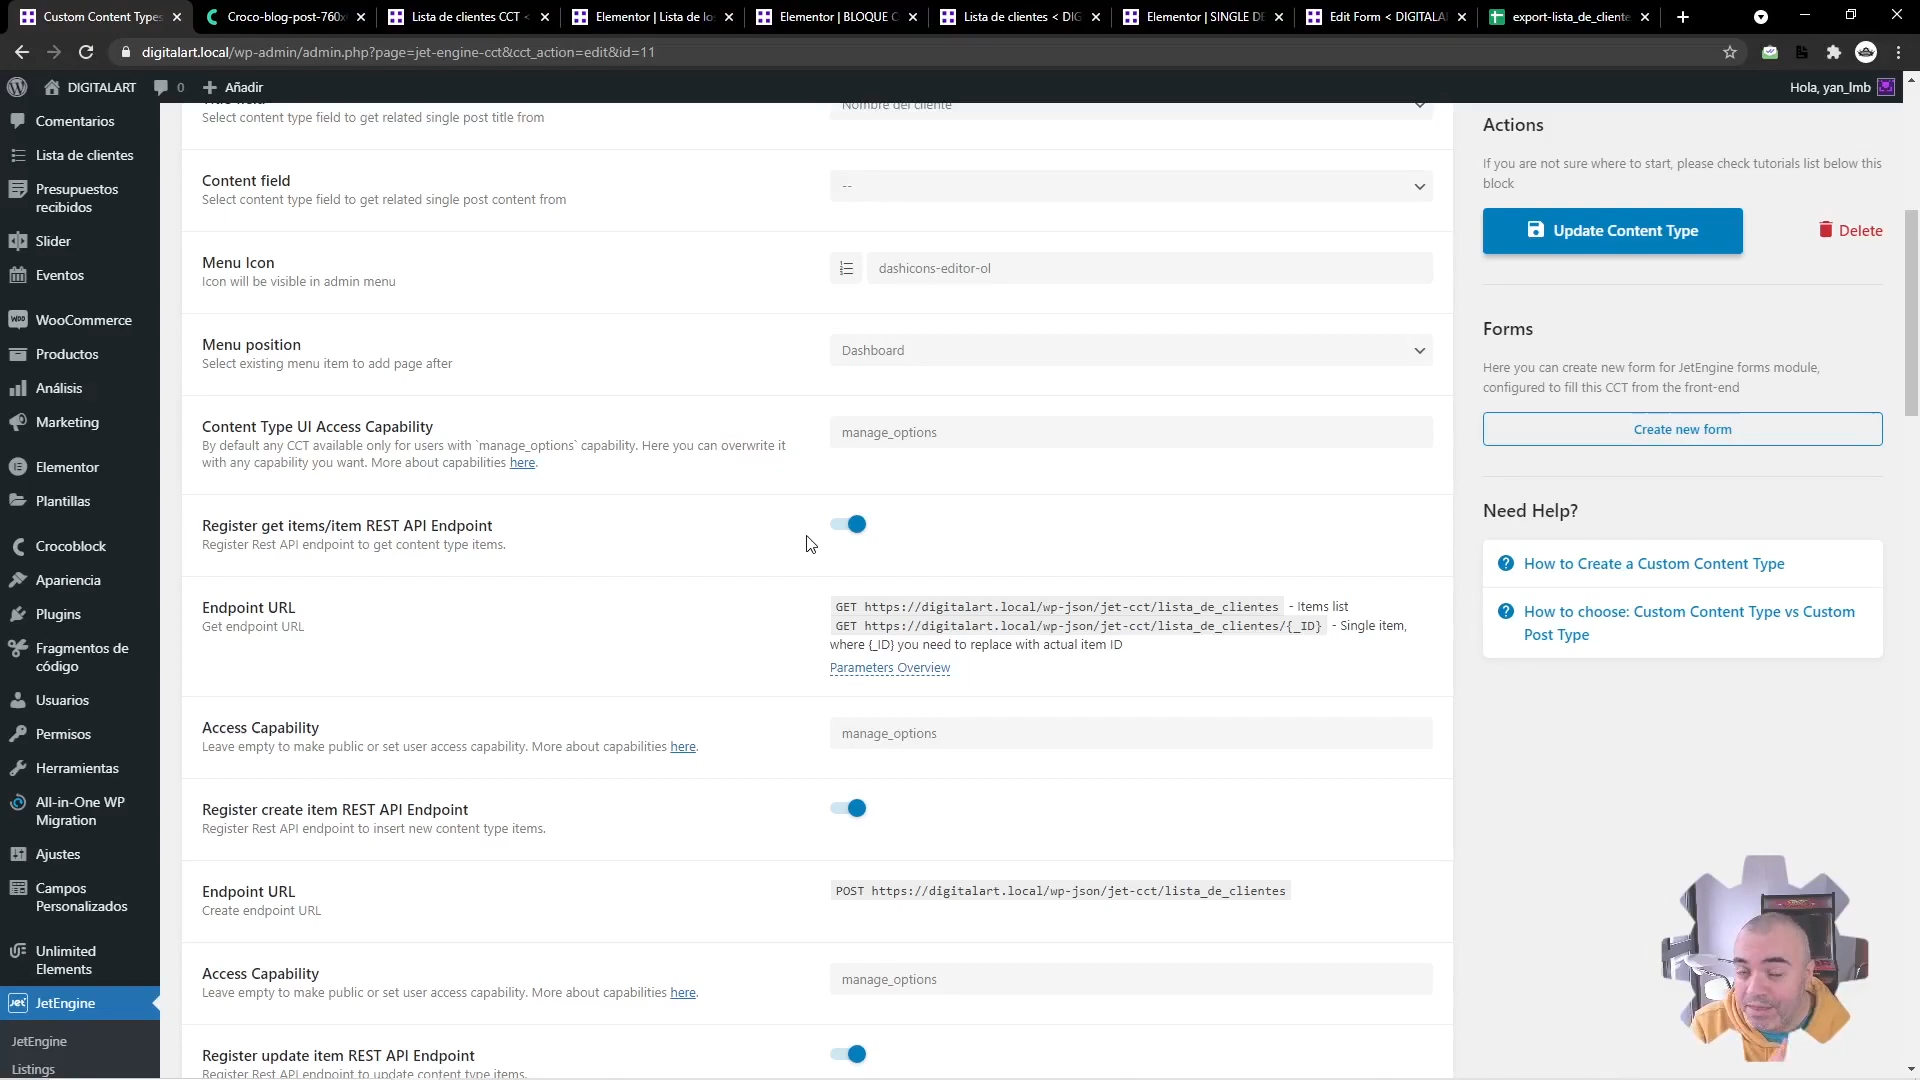 Custom Content Types
Croco-blog-post-760x
Lista de clientes CCT <
Elementor | Lista de lo
Elementor | BLOQUE C
Lista de clientes < DIG
Elementor | SINGLE DE
Edit Form < DIGITALA
export-lista_de_cliente
digitalart.local/wp-admin/admin.php?page=jet-engine-cct&cct_action=edit&id=11
DIGITALART
0
Añadir
Hola, yan_lmb
Comentarios
Lista de clientes
Presupuestos
recibidos
Slider
Eventos
WooCommerce
Productos
Análisis
Marketing
Elementor
Plantillas
Crocoblock
Apariencia
Plugins
Fragmentos de
código
Usuarios
Permisos
Herramientas
All-in-One WP
Migration
Ajustes
Campos
Personalizados
Unlimited
Elements
JetEngine
JetEngine
Listings
Title field
Select content type field to get related single post title from
Nombre del cliente
Content field
Select content type field to get related single post content from
--
Menu Icon
Icon will be visible in admin menu
dashicons-editor-ol
Menu position
Select existing menu item to add page after
Dashboard
Content Type UI Access Capability
By default any CCT available only for users with `manage_options` capability. Here you can overwrite it
with any capability you want. More about capabilities here.
manage_options
Register get items/item REST API Endpoint
Register Rest API endpoint to get content type items.
Endpoint URL
Get endpoint URL
GET https://digitalart.local/wp-json/jet-cct/lista_de_clientes - Items list
GET https://digitalart.local/wp-json/jet-cct/lista_de_clientes/{_ID} - Single item,
where {_ID} you need to replace with actual item ID
Parameters Overview
Access Capability
Leave empty to make public or set user access capability. More about capabilities here.
manage_options
Register create item REST API Endpoint
Register Rest API endpoint to insert new content type items.
Endpoint URL
Create endpoint URL
POST https://digitalart.local/wp-json/jet-cct/lista_de_clientes
Access Capability
Leave empty to make public or set user access capability. More about capabilities here.
manage_options
Register update item REST API Endpoint
Register Rest API endpoint to update content type items.
Actions
If you are not sure where to start, please check tutorials list below this
block
Update Content Type
Delete
Forms
Here you can create new form for JetEngine forms module,
configured to fill this CCT from the front-end
Create new form
Need Help?
How to Create a Custom Content Type
How to choose: Custom Content Type vs Custom
Post Type